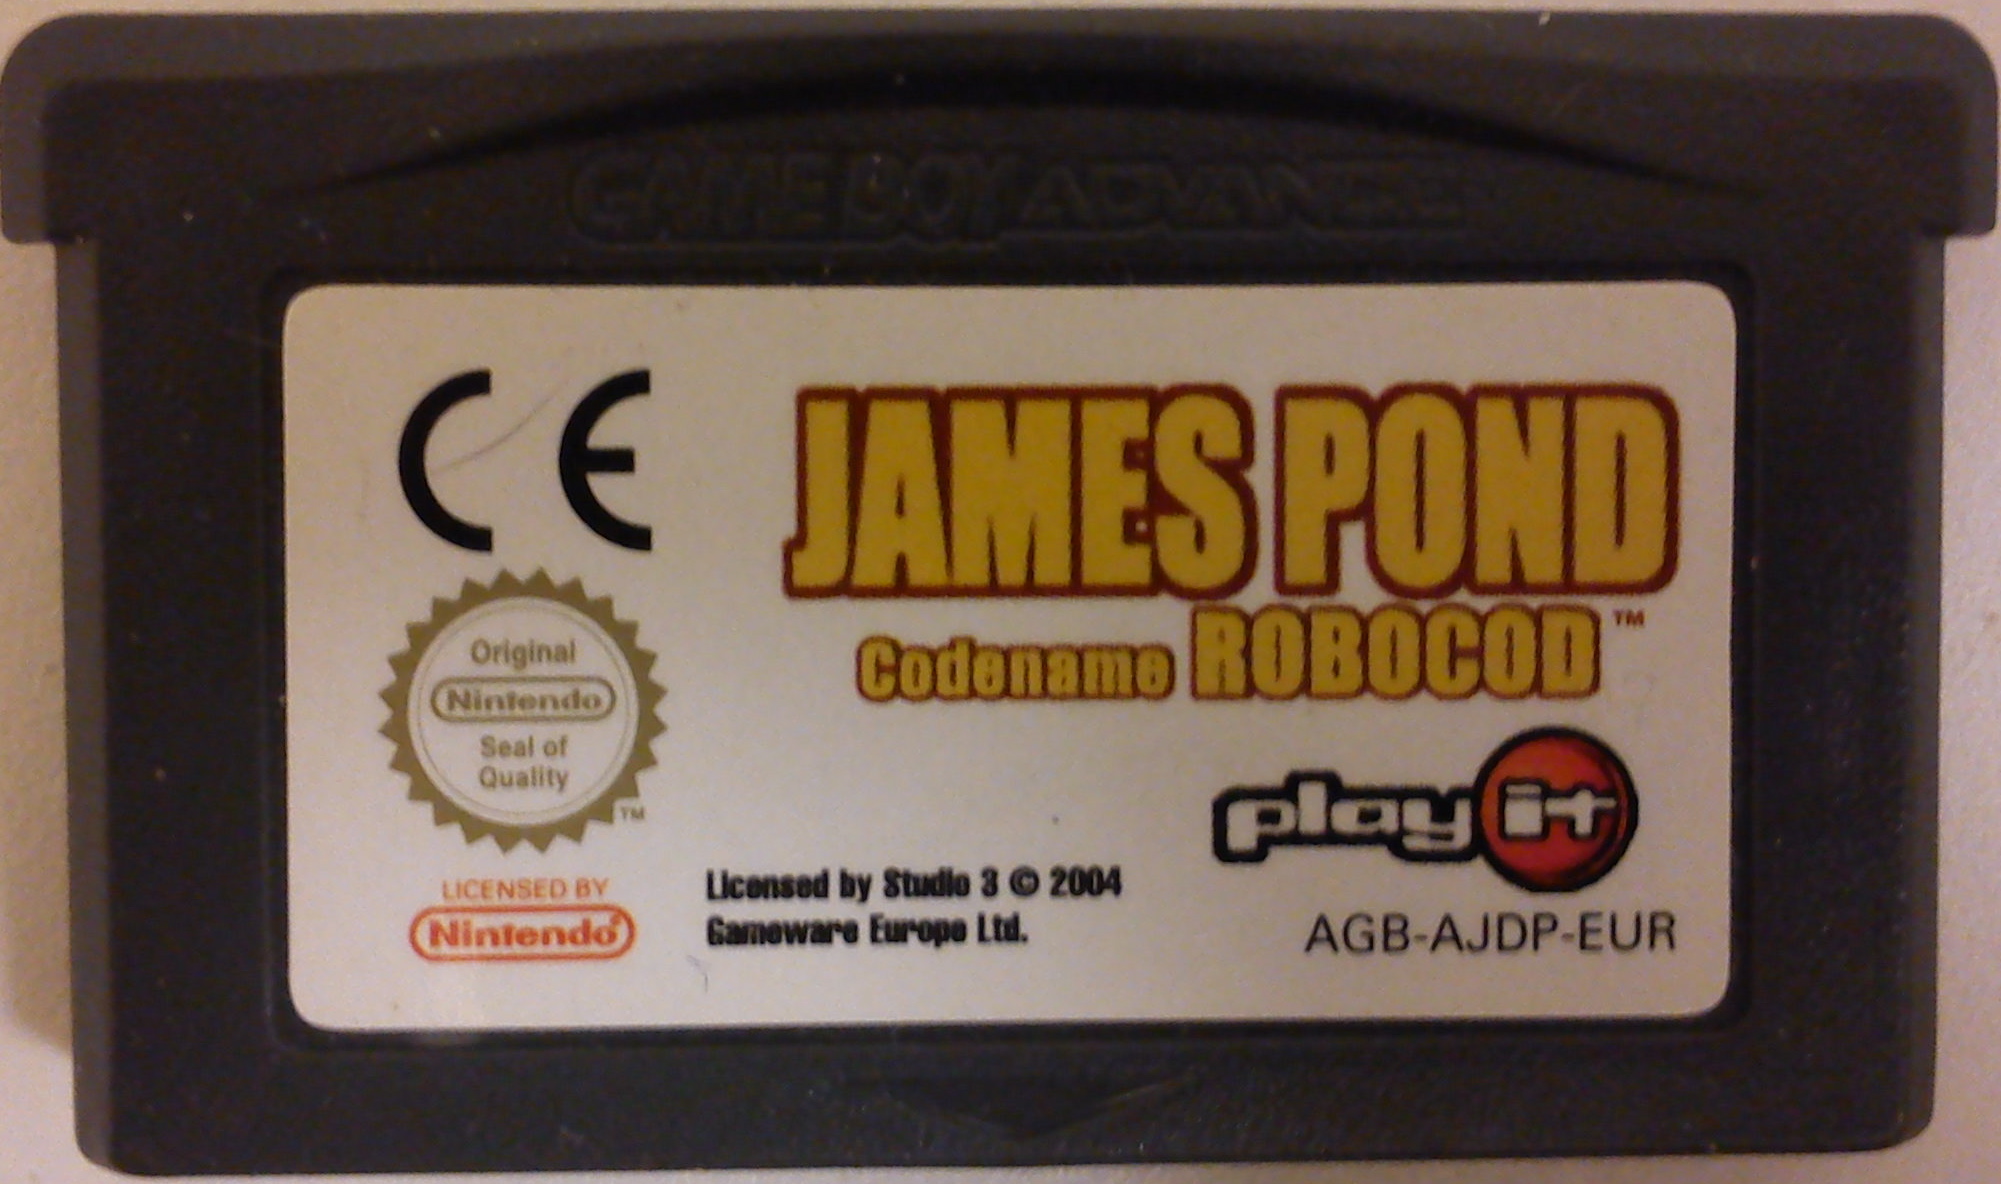 GAME BOY ADVANCE
CE
JAMES POND
Codename ROBOCOD™
Original
Nintendo
Seal of
Quality
TM
play it
LICENSED BY
Nintendo®
Licensed by Studio 3 © 2004
Gameware Europe Ltd.
AGB-AJDP-EUR